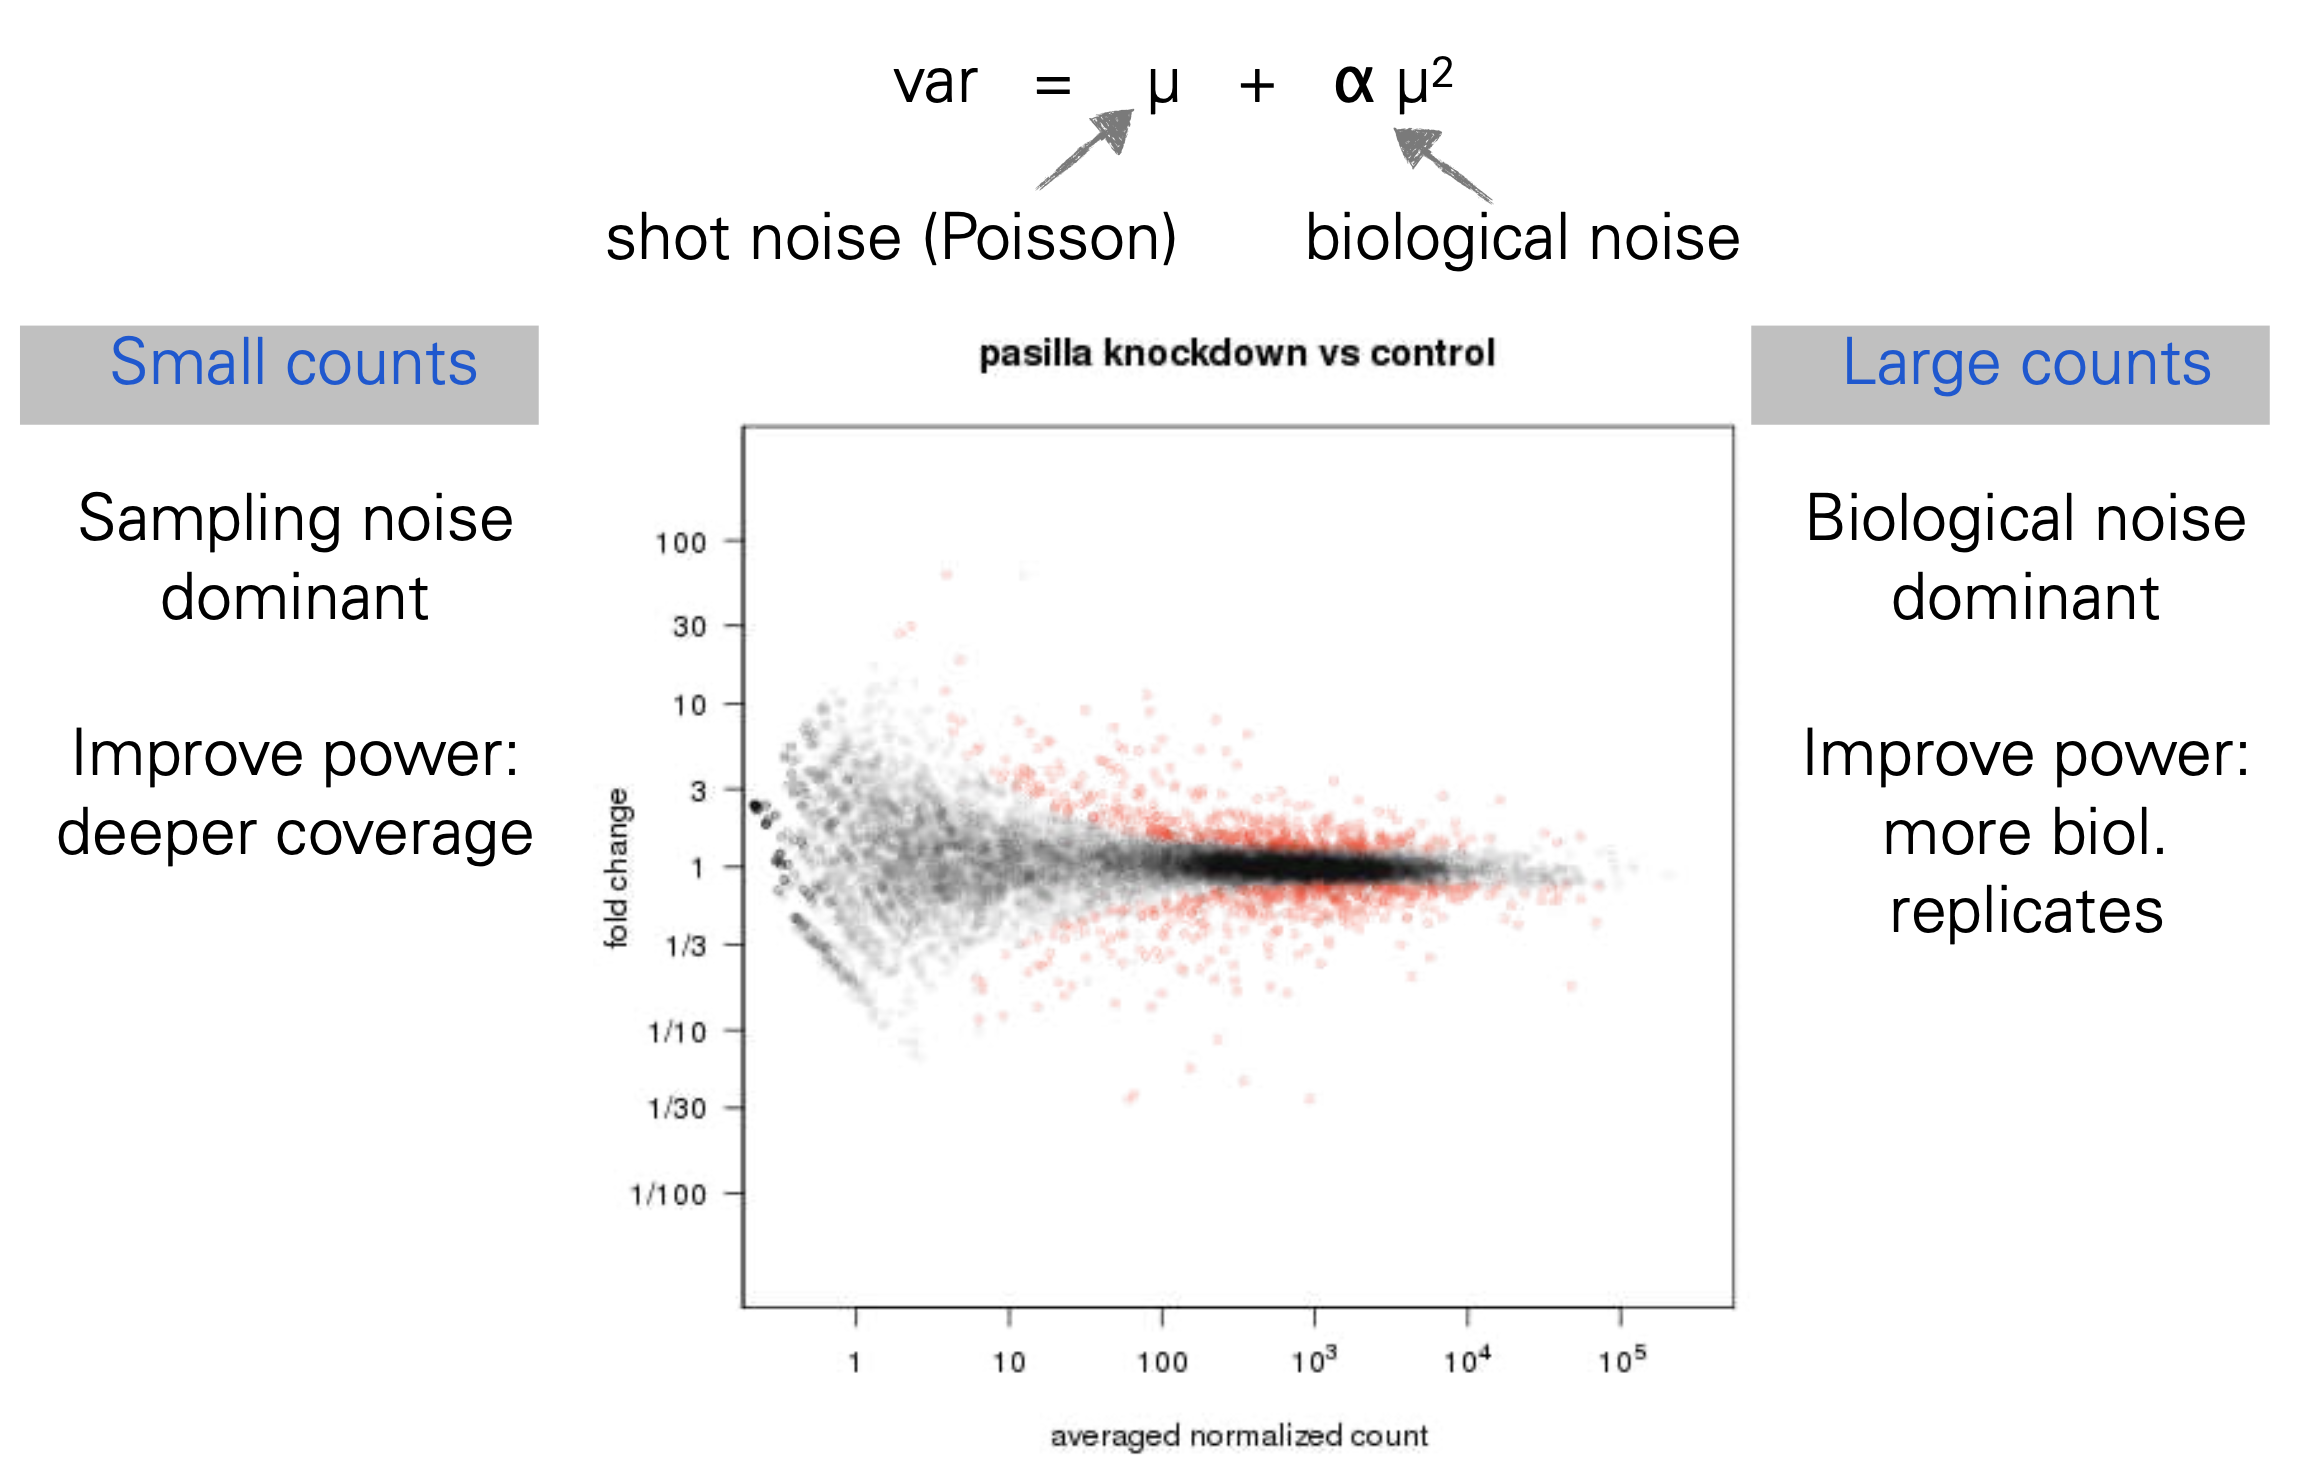 var = µ + α µ²
shot noise (Poisson) biological noise
Small counts
Sampling noise
dominant
Improve power:
deeper coverage
pasilla knockdown vs control
fold change
100
30
10
3
1
1/3
1/10
1/30
1/100
1 10 100 10³ 10⁴ 10⁵
averaged normalized count
Large counts
Biological noise
dominant
Improve power:
more biol.
replicates